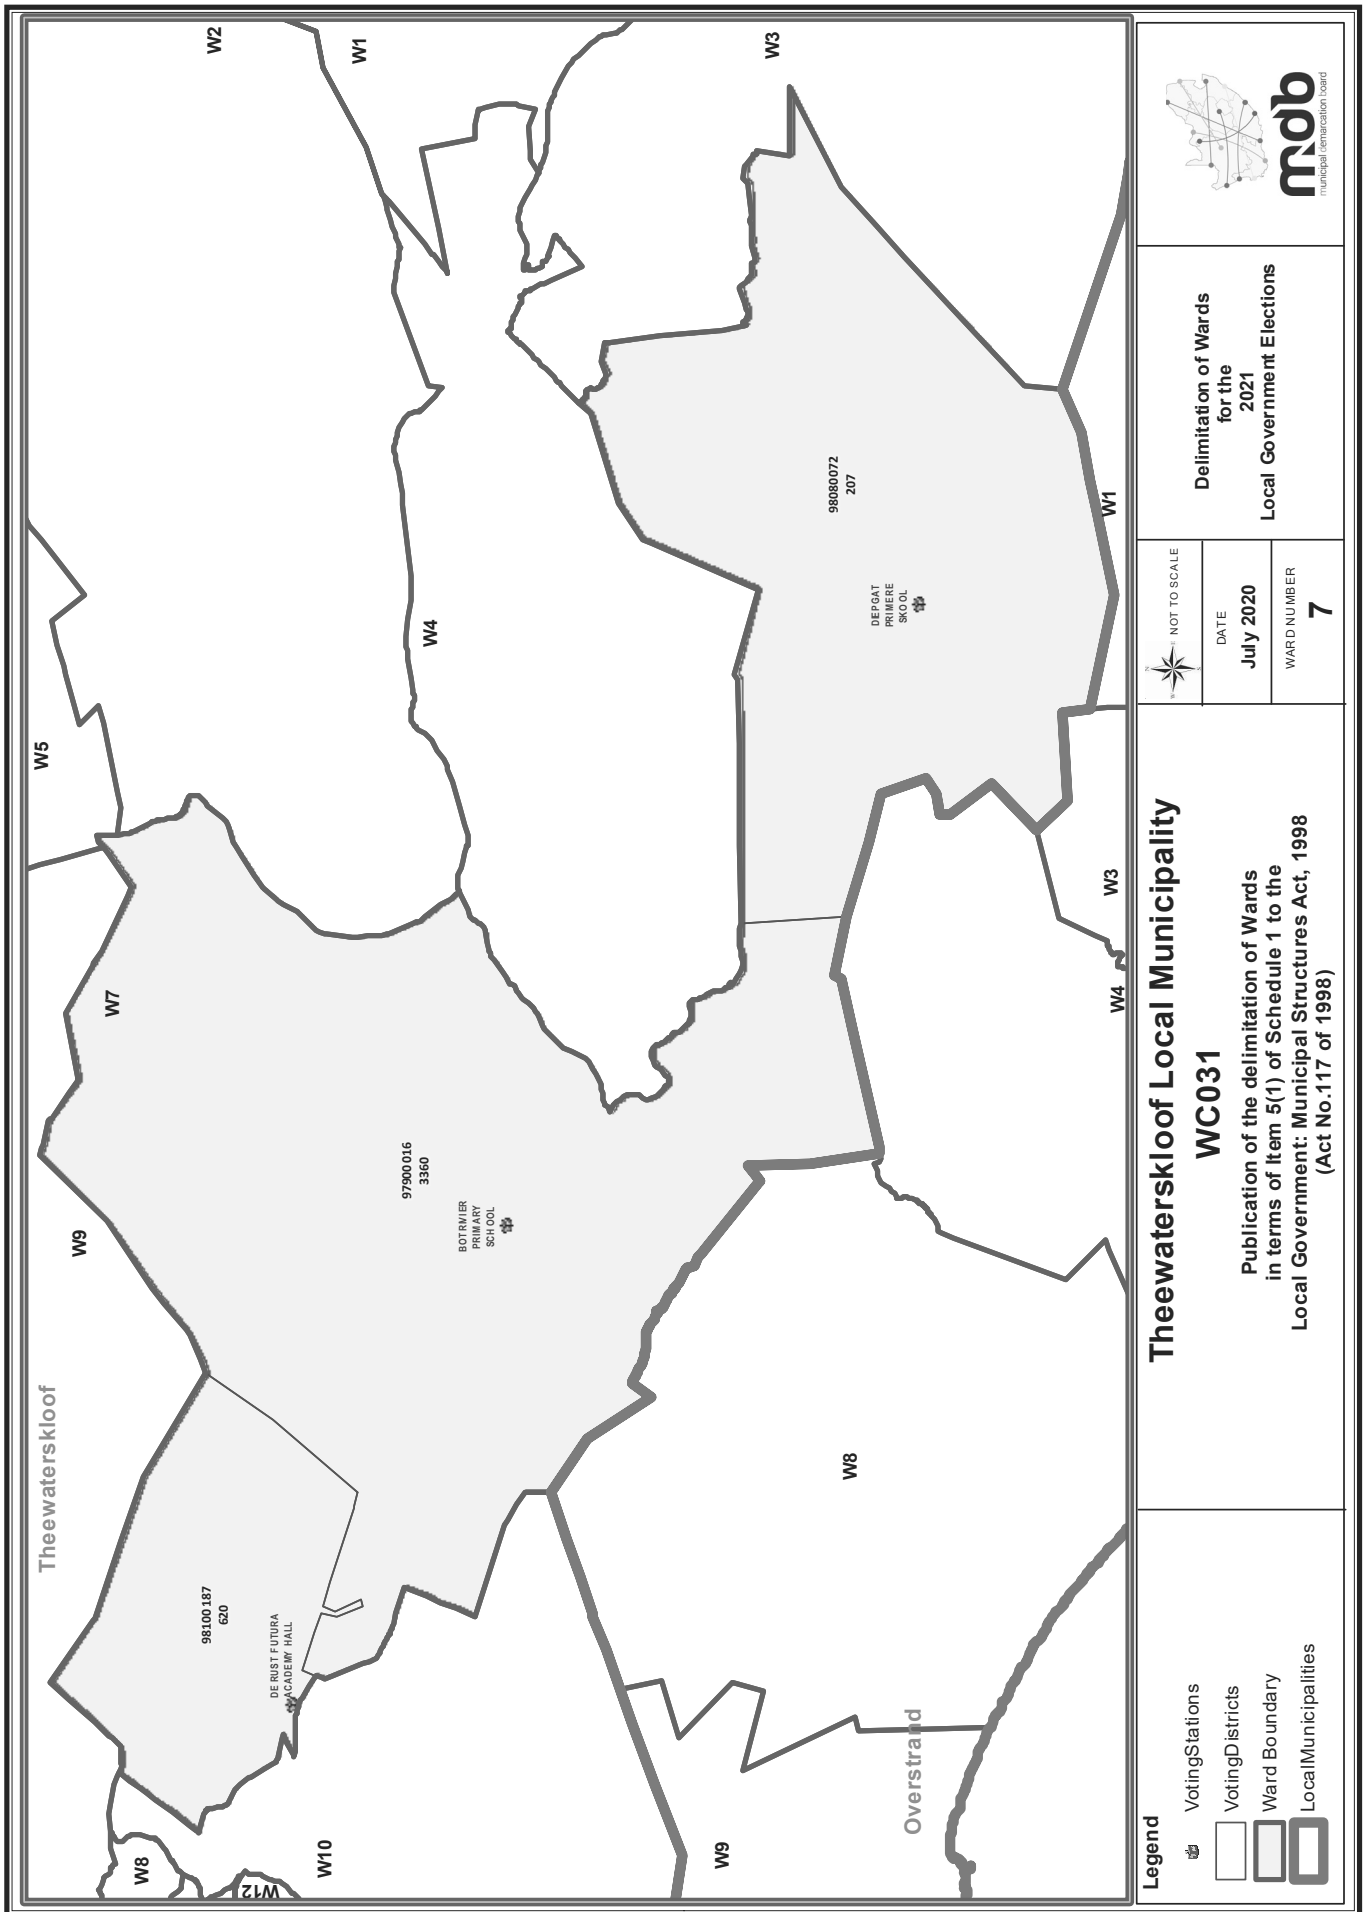 Theewaterskloof
W8
W12
W10
98100187
620
DE RUST FUTURA
ACADEMY HALL
W9
W7
W5
W2
W1
W3
W4
97900016
3360
BOTRIVIER
PRIMARY
SCHOOL
98080072
207
DEPGAT
PRIMERE
SKOOL
W9
Overstrand
W8
W4
W3
W1
Legend
VotingStations
VotingDistricts
Ward Boundary
LocalMunicipalities
Theewaterskloof Local Municipality
WC031
Publication of the delimitation of Wards
in terms of Item 5(1) of Schedule 1 to the
Local Government: Municipal Structures Act, 1998
(Act No.117 of 1998)
N
E
S
W
NOT TO SCALE
DATE
July 2020
WARD NUMBER
7
Delimitation of Wards
for the
2021
Local Government Elections
mdb
municipal demarcation board